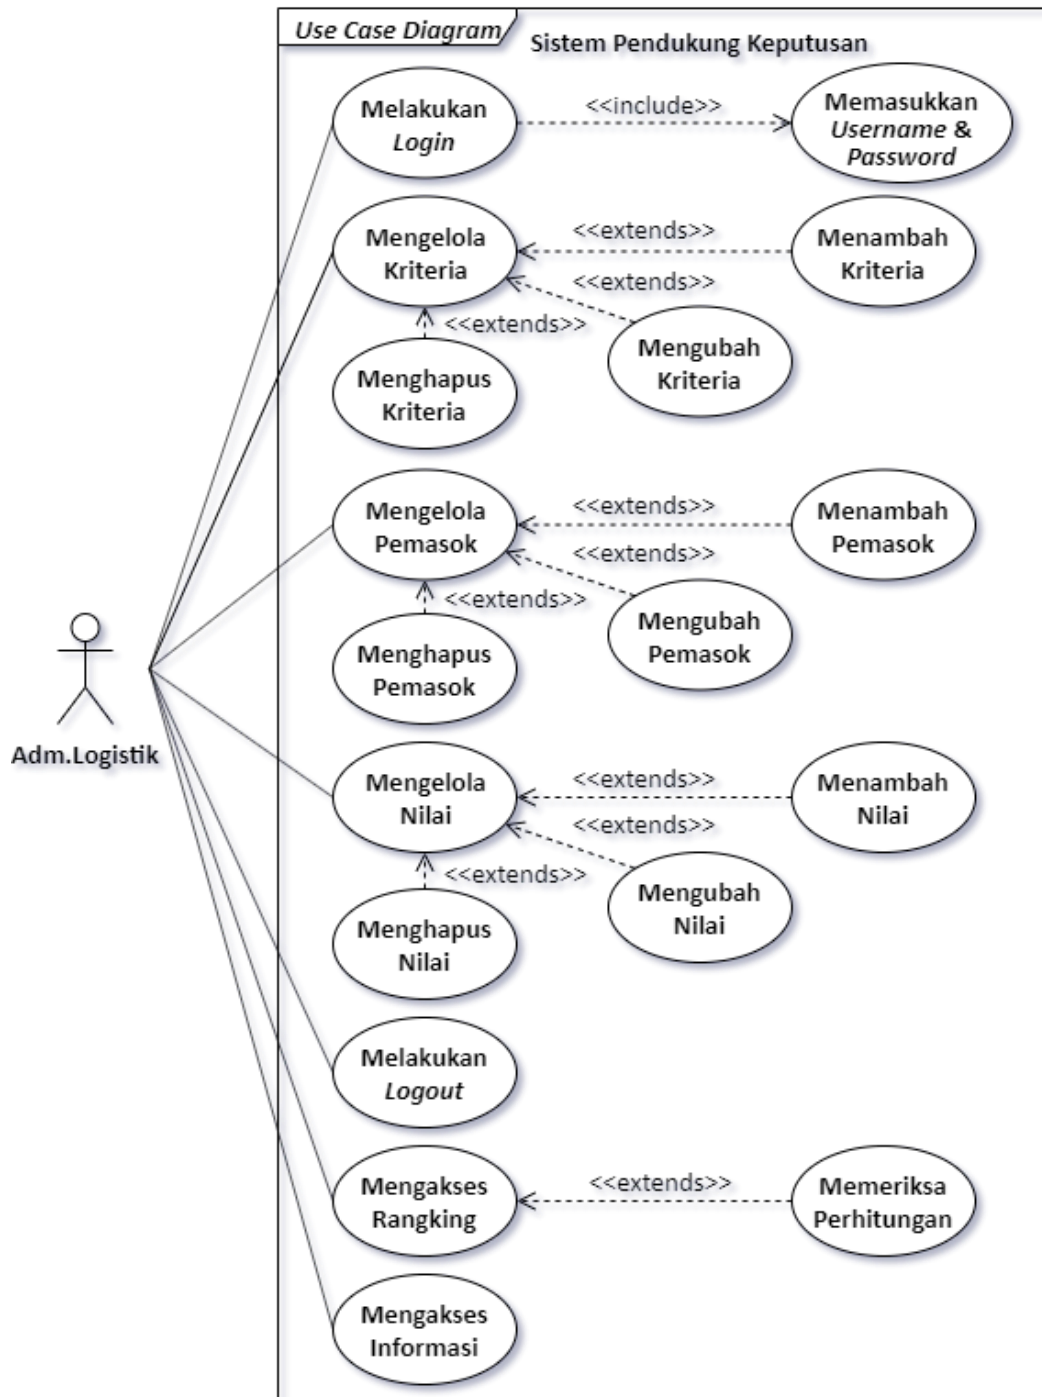 Use Case Diagram
Sistem Pendukung Keputusan
Melakukan
Login
<<include>>
Memasukkan
Username &
Password
Mengelola
Kriteria
<<extends>>
Menambah
Kriteria
<<extends>>
<<extends>>
Mengubah
Kriteria
Menghapus
Kriteria
Mengelola
Pemasok
<<extends>>
Menambah
Pemasok
<<extends>>
<<extends>>
Mengubah
Pemasok
Menghapus
Pemasok
Adm.Logistik
Mengelola
Nilai
<<extends>>
Menambah
Nilai
<<extends>>
<<extends>>
Mengubah
Nilai
Menghapus
Nilai
Melakukan
Logout
Mengakses
Rangking
<<extends>>
Memeriksa
Perhitungan
Mengakses
Informasi